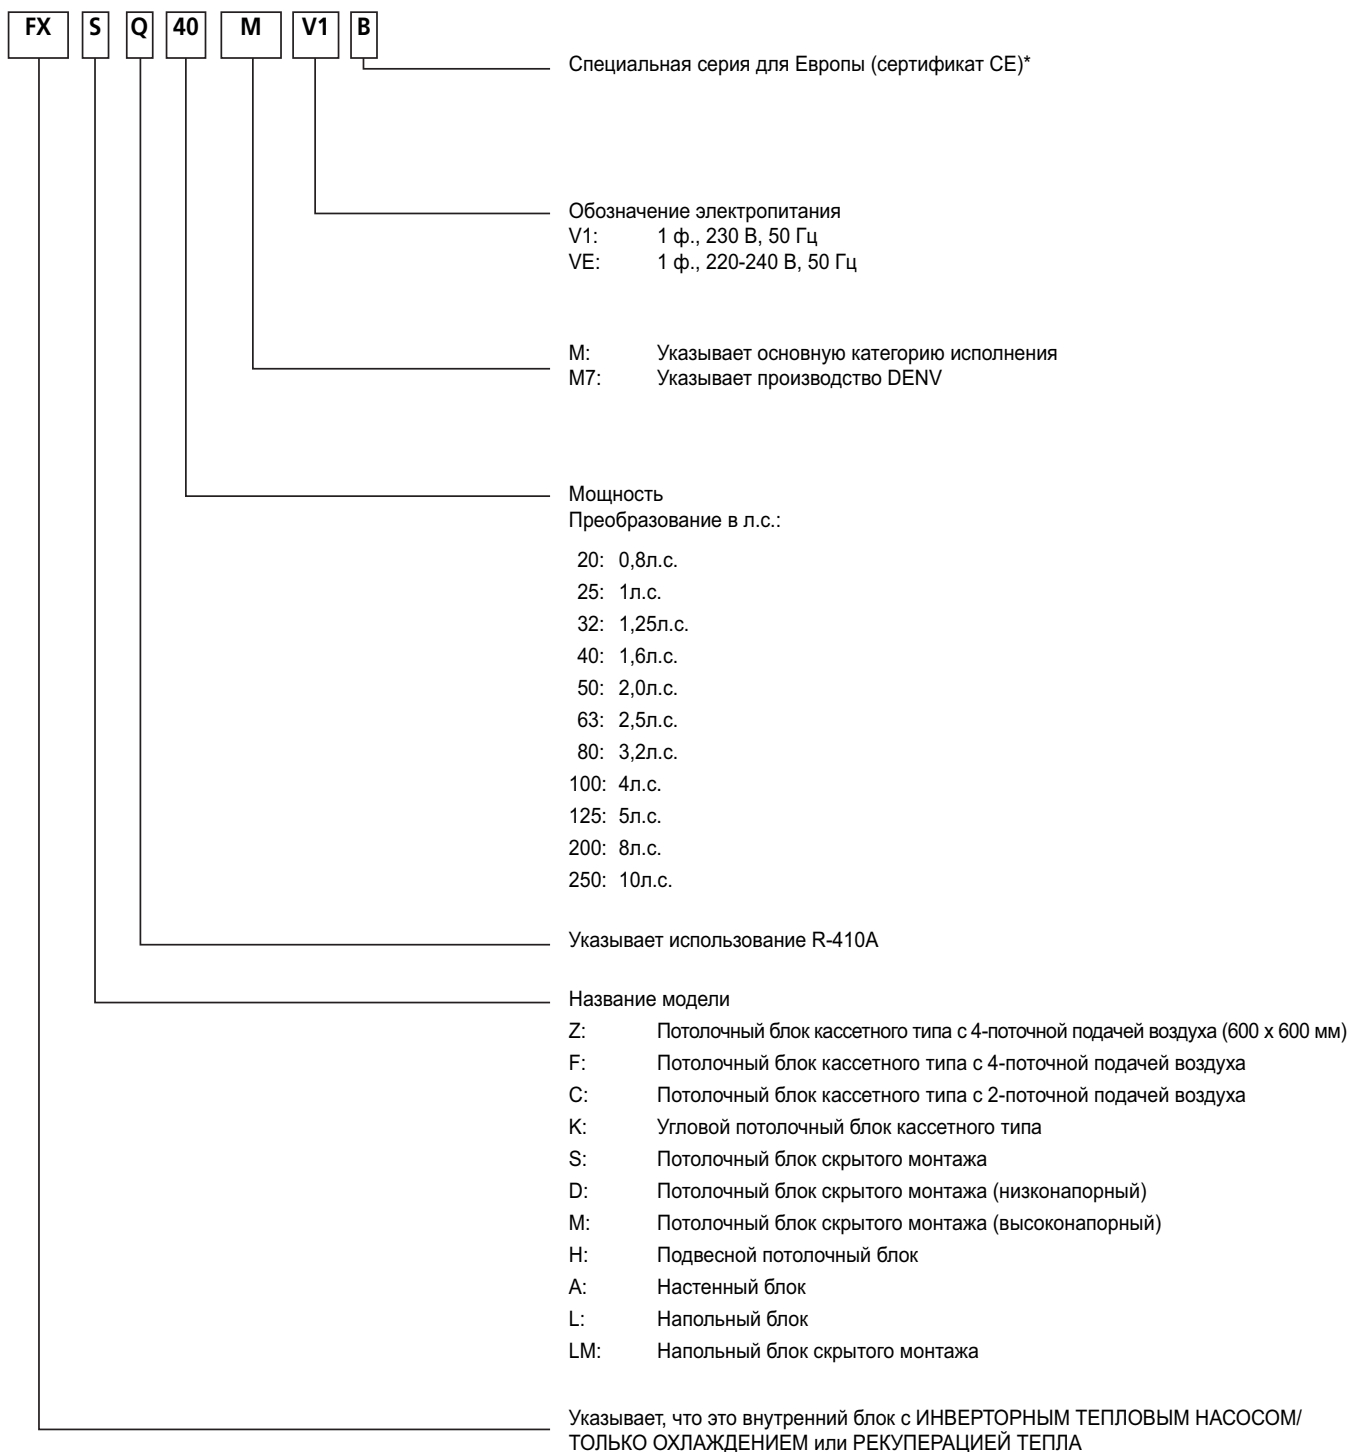 FX S Q 40 M V1 B
Специальная серия для Европы (сертификат CE)*
Обозначение электропитания
V1: 1 ф., 230 В, 50 Гц
VE: 1 ф., 220-240 В, 50 Гц
M: Указывает основную категорию исполнения
M7: Указывает производство DENV
Мощность
Преобразование в л.с.:
20: 0,8л.с.
25: 1л.с.
32: 1,25л.с.
40: 1,6л.с.
50: 2,0л.с.
63: 2,5л.с.
80: 3,2л.с.
100: 4л.с.
125: 5л.с.
200: 8л.с.
250: 10л.с.
Указывает использование R-410A
Название модели
Z: Потолочный блок кассетного типа с 4-поточной подачей воздуха (600 x 600 мм)
F: Потолочный блок кассетного типа с 4-поточной подачей воздуха
C: Потолочный блок кассетного типа с 2-поточной подачей воздуха
K: Угловой потолочный блок кассетного типа
S: Потолочный блок скрытого монтажа
D: Потолочный блок скрытого монтажа (низконапорный)
M: Потолочный блок скрытого монтажа (высоконапорный)
H: Подвесной потолочный блок
A: Настенный блок
L: Напольный блок
LM: Напольный блок скрытого монтажа
Указывает, что это внутренний блок с ИНВЕРТОРНЫМ ТЕПЛОВЫМ НАСОСОМ/
ТОЛЬКО ОХЛАЖДЕНИЕМ или РЕКУПЕРАЦИЕЙ ТЕПЛА